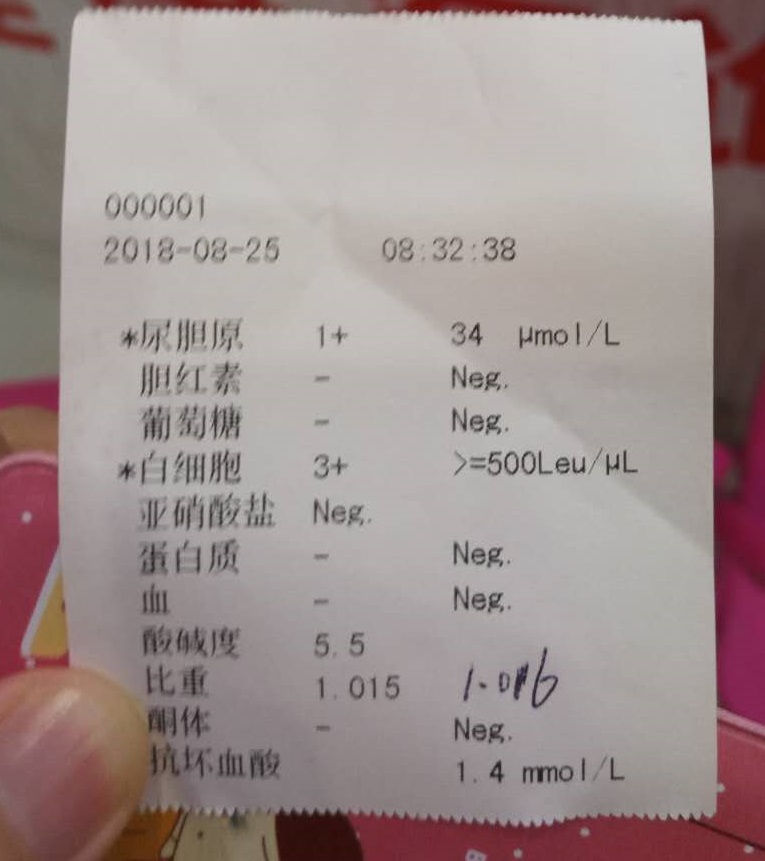 000001
2018-08-25 08:32:38
*尿胆原 1+ 34 μmol/L
胆红素 - Neg.
葡萄糖 - Neg.
*白细胞 3+ >=500Leu/μL
亚硝酸盐 Neg.
蛋白质 - Neg.
血 - Neg.
酸碱度 5.5
比重 1.015 1.016
酮体 - Neg.
抗坏血酸 1.4 mmol/L